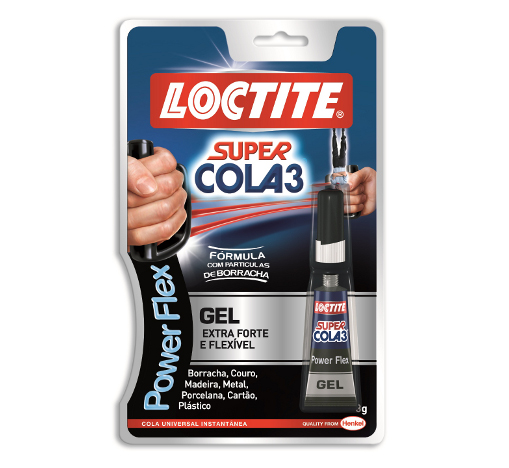 LOCTITE®
SUPER
COLA3
FÓRMULA
COM PARTICULAS
DE BORRACHA
Power Flex
GEL
EXTRA FORTE
E FLEXÍVEL
Borracha, Couro,
Madeira, Metal,
Porcelana, Cartão,
Plástico
LOCTITE
SUPER
COLA3
Power Flex
GEL
3g
COLA UNIVERSAL INSTANTÂNEA
QUALITY FROM
Henkel